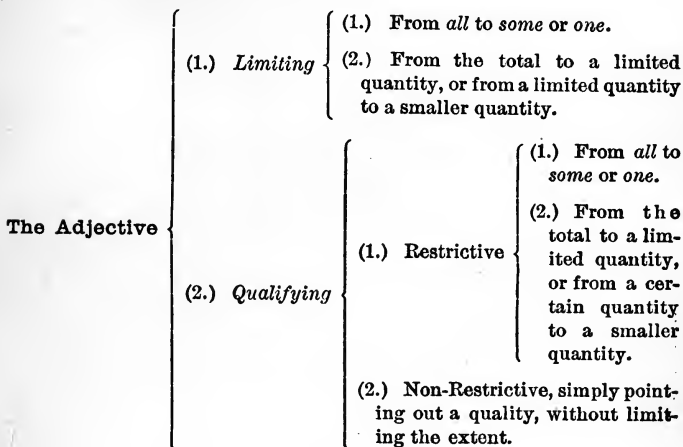 The Adjective
(1.) Limiting
(1.) From all to some or one.
(2.) From the total to a limited
quantity, or from a limited quantity
to a smaller quantity.
(2.) Qualifying
(1.) Restrictive
(1.) From all to
some or one.
(2.) From the
total to a lim-
ited quantity,
or from a cer-
tain quantity
to a smaller
quantity.
(2.) Non-Restrictive, simply point-
ing out a quality, without limit-
ing the extent.